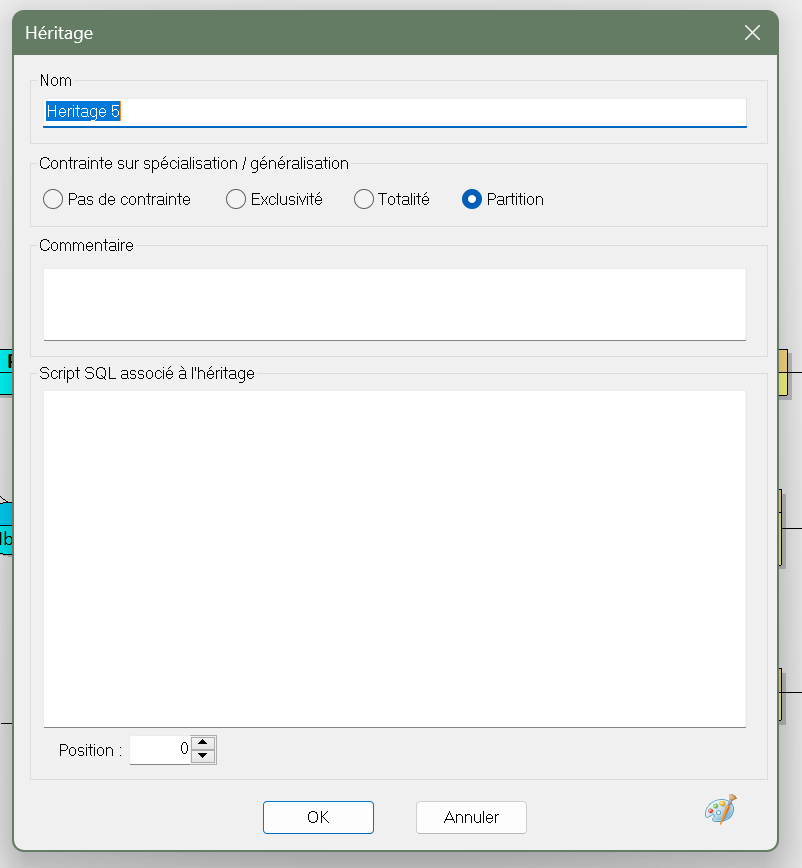 Héritage
Nom
Heritage 5
Contrainte sur spécialisation / généralisation
Pas de contrainte Exclusivité Totalité Partition
Commentaire
Script SQL associé à l'héritage
Position : 0
OK Annuler